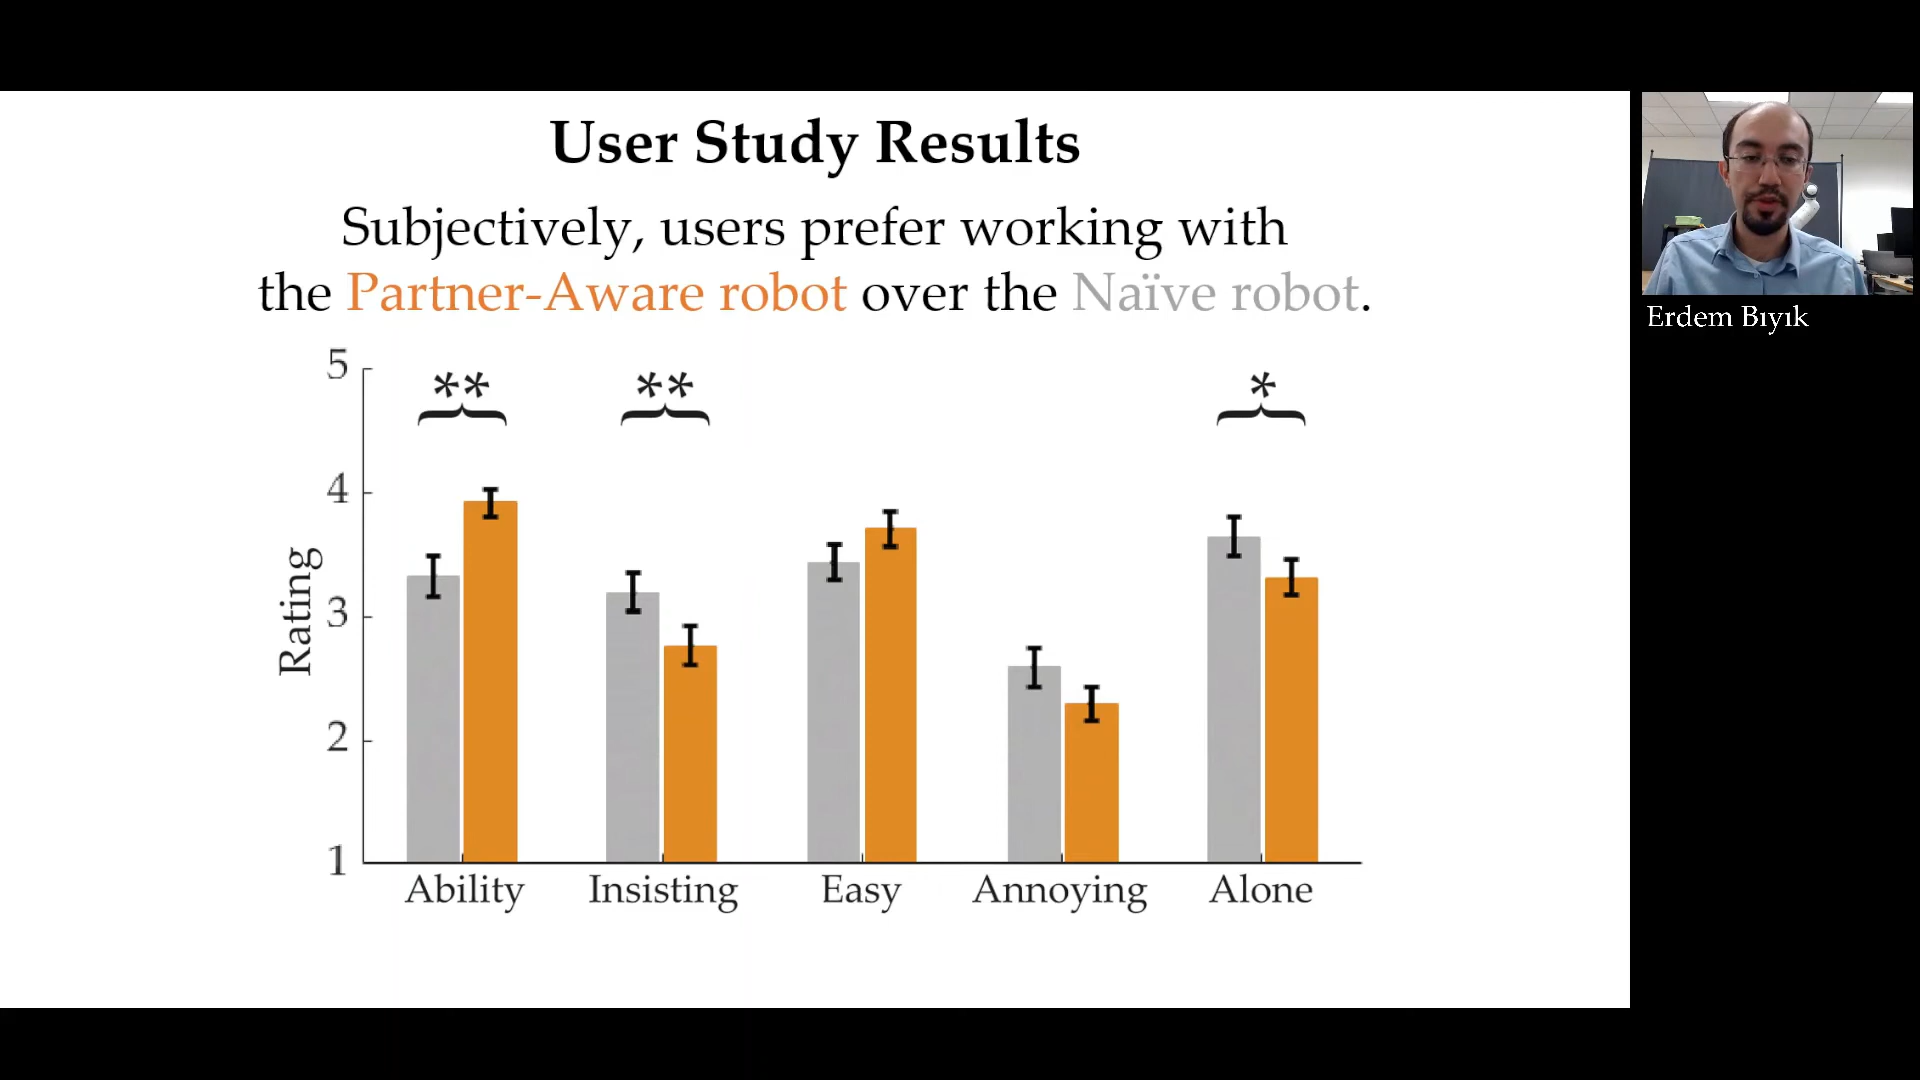 User Study Results
Subjectively, users prefer working with
the Partner-Aware robot over the Naïve robot.
Erdem Bıyık
5
4
3
2
1
Rating
**
**
*
Ability
Insisting
Easy
Annoying
Alone